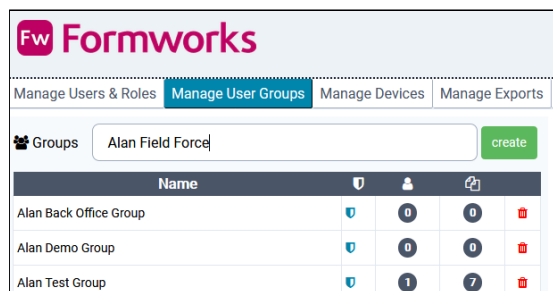 Fw Formworks
Manage Users & Roles Manage User Groups Manage Devices Manage Exports
Groups Alan Field Force create
Name
Alan Back Office Group 0 0
Alan Demo Group 0 0
Alan Test Group 1 7